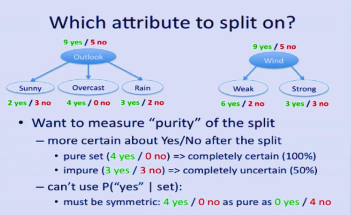 Which attribute to split on?
9 yes / 5 no
9 yes / 5 no
Outlook
Wind
Sunny
Overcast
Rain
Weak
Strong
2 yes / 3 no
4 yes / 0 no
3 yes / 2 no
6 yes / 2 no
3 yes / 3 no
• Want to measure “purity” of the split
– more certain about Yes/No after the split
• pure set (4 yes / 0 no) => completely certain (100%)
• impure (3 yes / 3 no) => completely uncertain (50%)
– can’t use P(“yes” | set):
• must be symmetric: 4 yes / 0 no as pure as 0 yes / 4 no